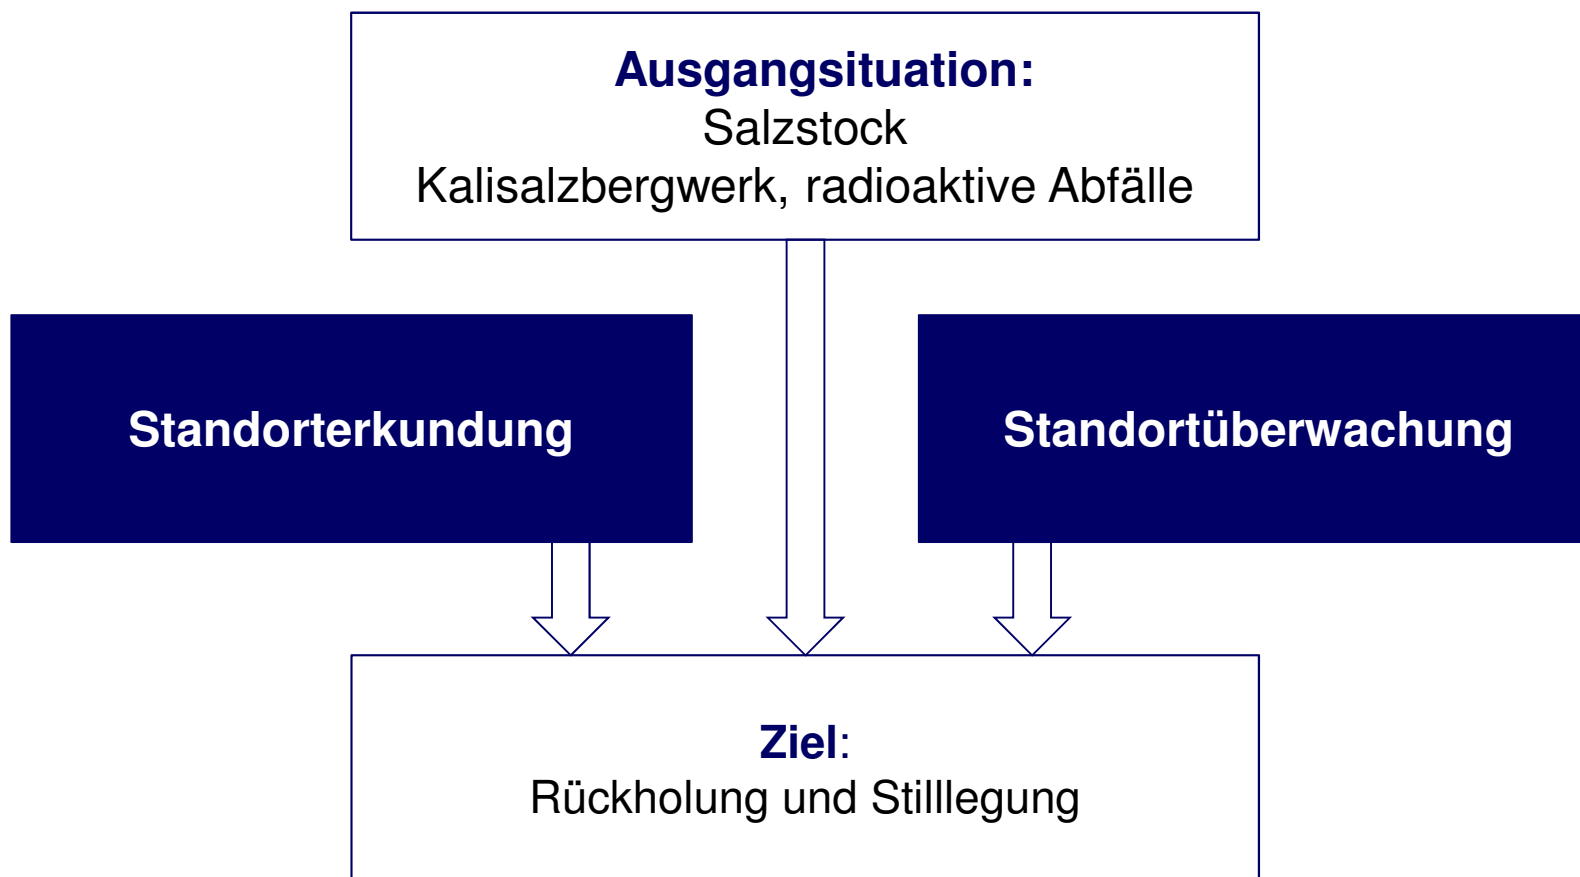 Ausgangsituation:
Salzstock
Kalisalzbergwerk, radioaktive Abfälle
Standorterkundung
Standortüberwachung
Ziel:
Rückholung und Stilllegung